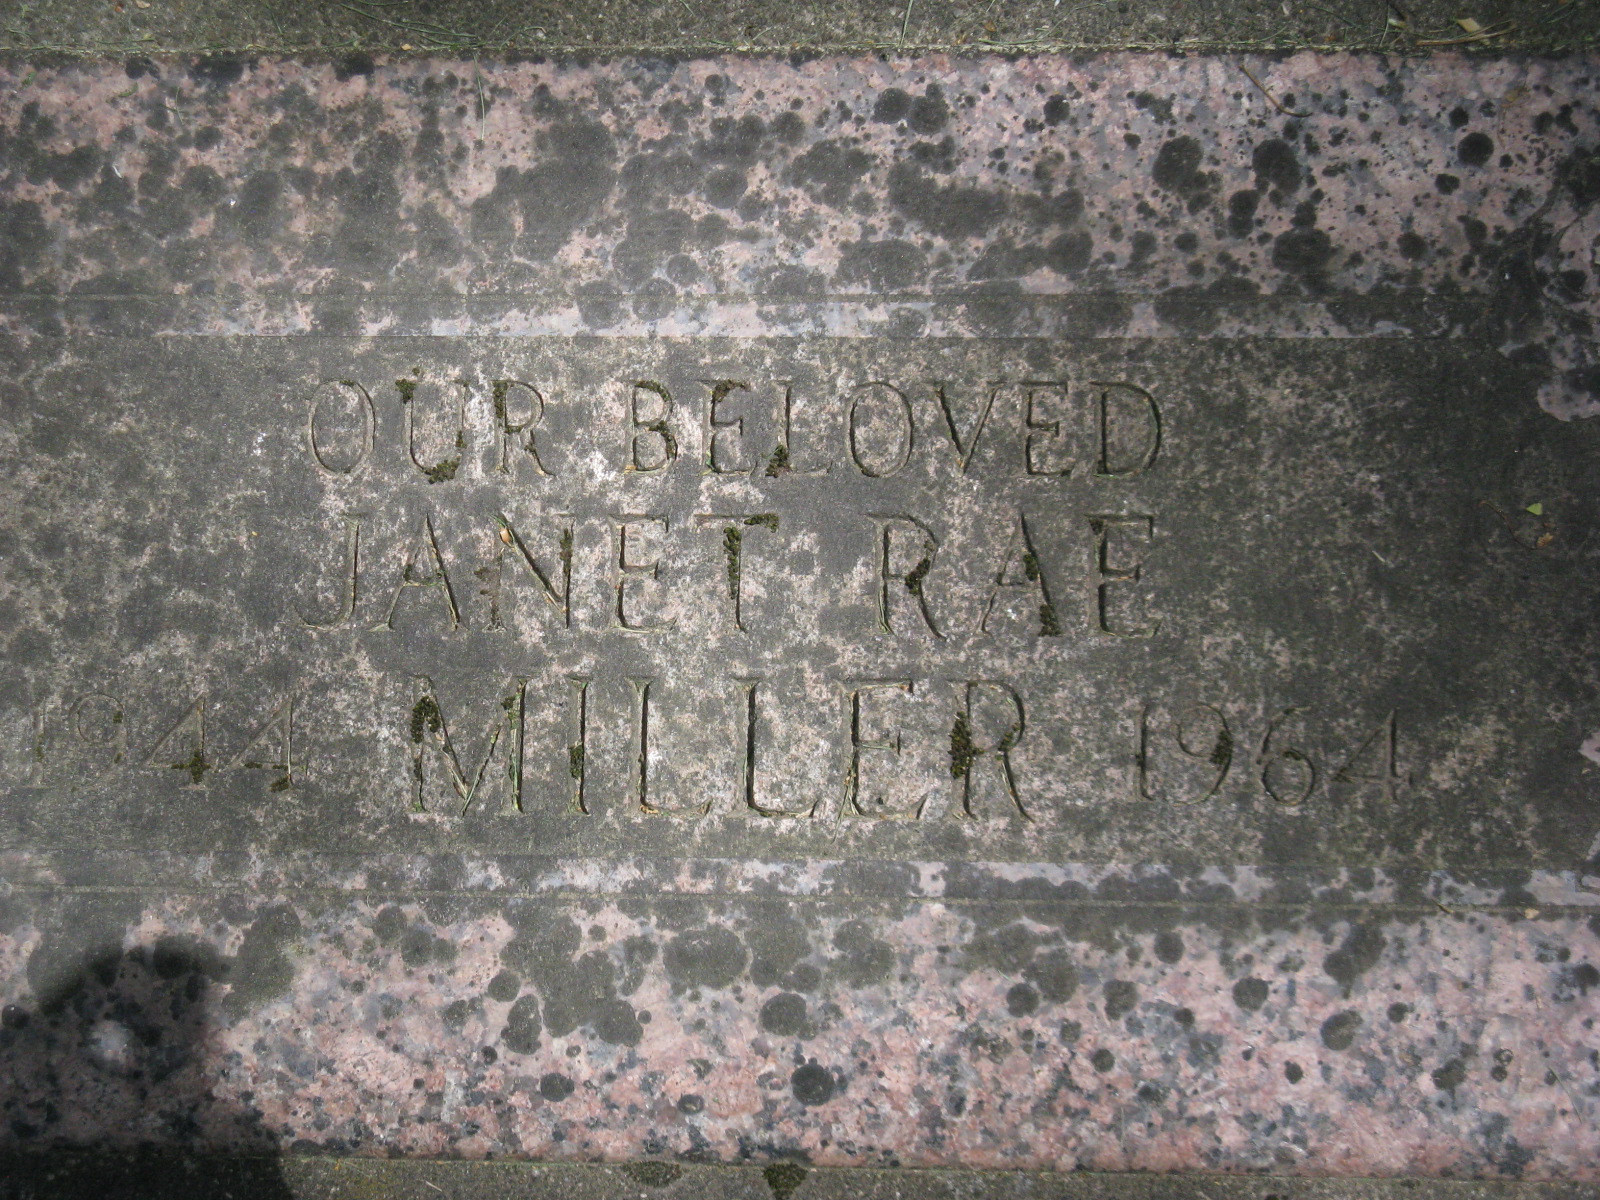 OUR BELOVED
JANET RAE
1944 MILLER 1964